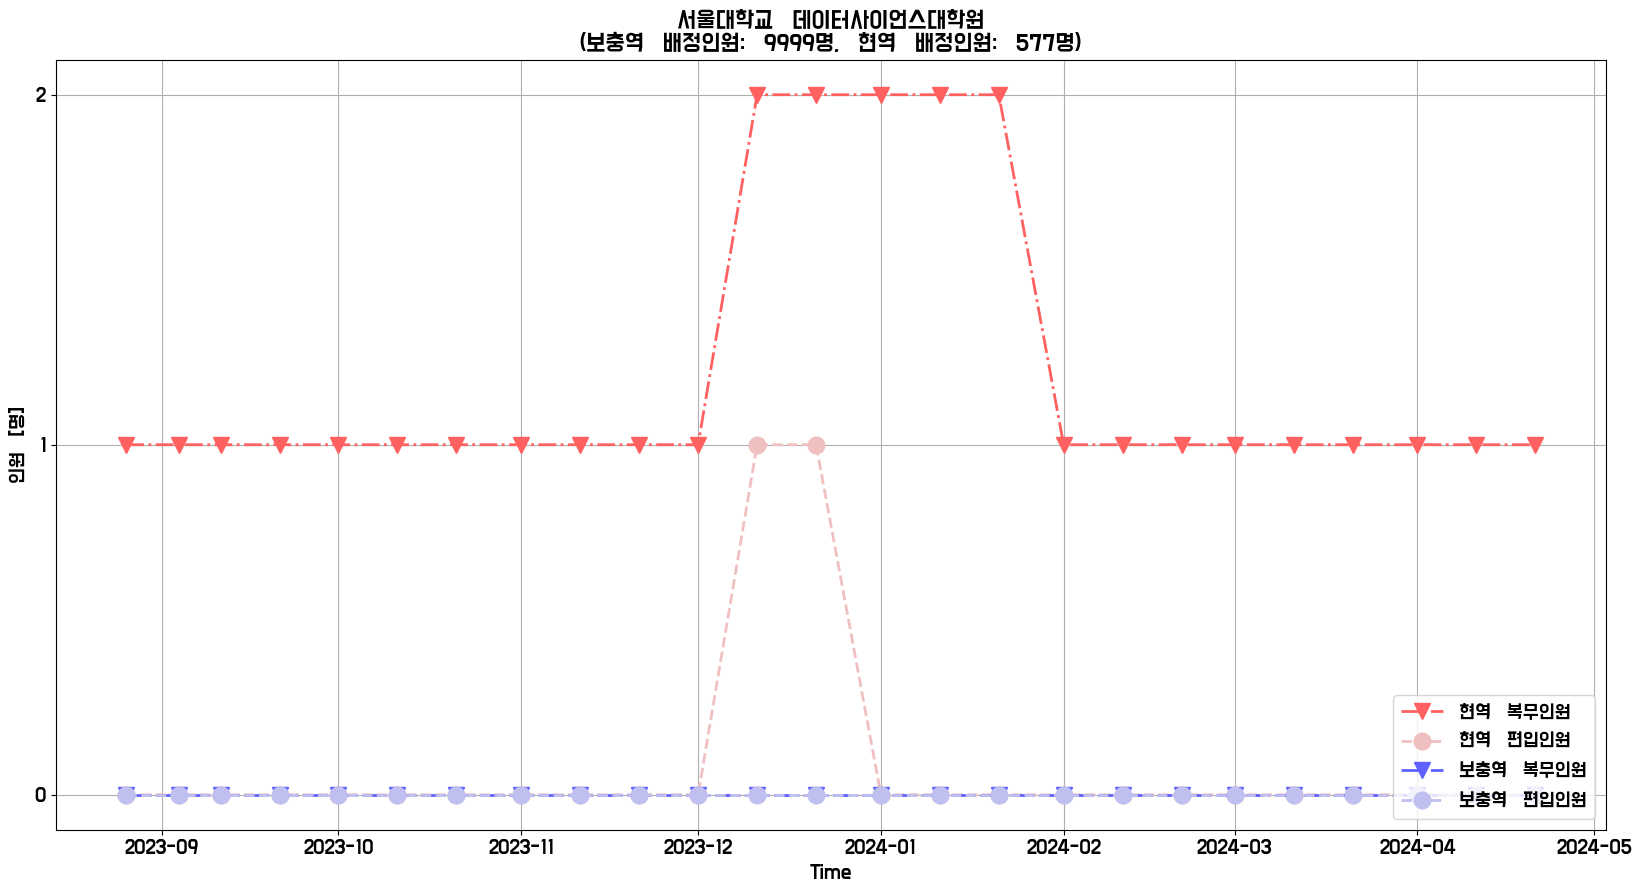 서울대학교 데이터사이언스대학원
(보충역 배정인원: 9999명, 현역 배정인원: 577명)
2
1
0
인원 [명]
2023-09 2023-10 2023-11 2023-12 2024-01 2024-02 2024-03 2024-04 2024-05
Time
현역 복무인원
현역 편입인원
보충역 복무인원
보충역 편입인원